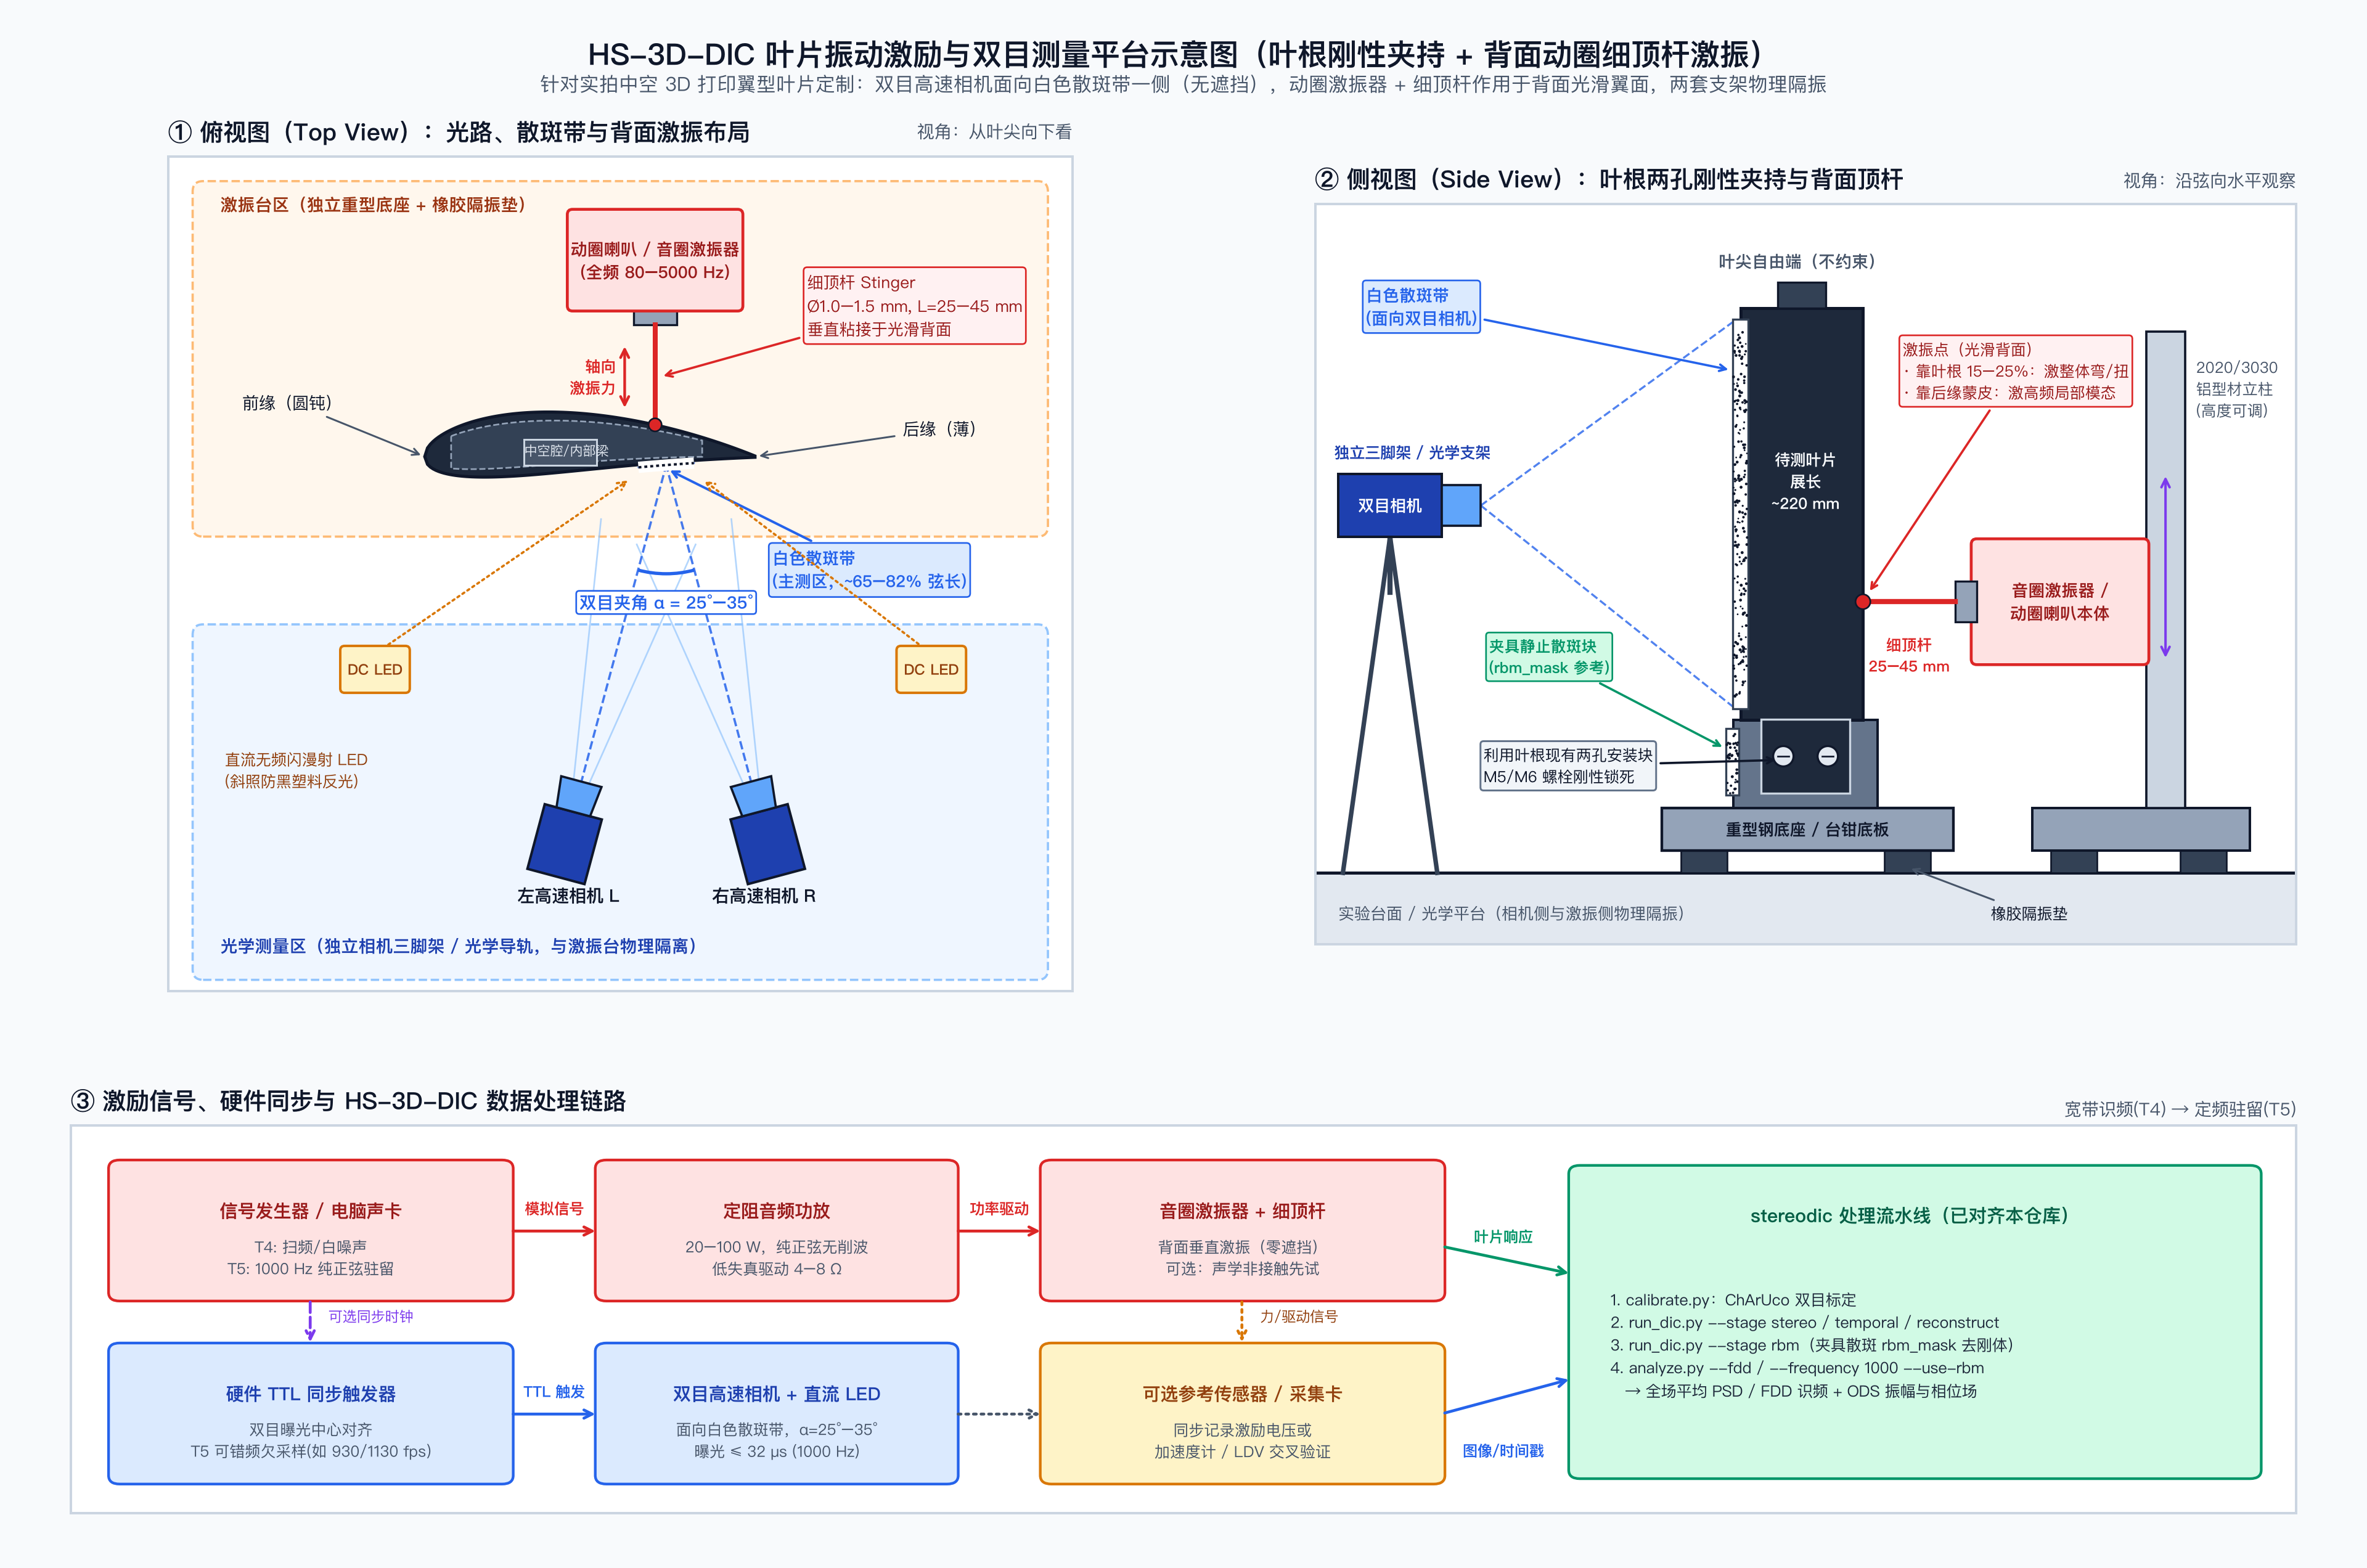 HS-3D-DIC 叶片振动激励与双目测量平台示意图（叶根刚性夹持 + 背面动圈细顶杆激振）
针对实拍中空 3D 打印翼型叶片定制：双目高速相机面向白色散斑带一侧（无遮挡），动圈激振器 + 细顶杆作用于背面光滑翼面，两套支架物理隔振
① 俯视图（Top View）：光路、散斑带与背面激振布局
视角：从叶尖向下看
激振台区（独立重型底座 + 橡胶隔振垫）
动圈喇叭 / 音圈激振器
(全频 80–5000 Hz)
细顶杆 Stinger
Ø1.0–1.5 mm, L=25–45 mm
垂直粘接于光滑背面
轴向
激振力
前缘（圆钝）
后缘（薄）
中空腔/内部梁
白色散斑带
(主测区，~65–82% 弦长)
双目夹角 α = 25°–35°
DC LED
DC LED
直流无频闪漫射 LED
(斜照防黑塑料反光)
左高速相机 L
右高速相机 R
光学测量区（独立相机三脚架 / 光学导轨，与激振台物理隔离）
② 侧视图（Side View）：叶根两孔刚性夹持与背面顶杆
视角：沿弦向水平观察
叶尖自由端（不约束）
白色散斑带
(面向双目相机)
激振点（光滑背面）
· 靠叶根 15–25%：激整体弯/扭
· 靠后缘蒙皮：激高频局部模态
2020/3030
铝型材立柱
(高度可调)
独立三脚架 / 光学支架
双目相机
待测叶片
展长
~220 mm
音圈激振器 /
动圈喇叭本体
细顶杆
25–45 mm
夹具静止散斑块
(rbm_mask 参考)
利用叶根现有两孔安装块
M5/M6 螺栓刚性锁死
重型钢底座 / 台钳底板
实验台面 / 光学平台（相机侧与激振侧物理隔振）
橡胶隔振垫
③ 激励信号、硬件同步与 HS-3D-DIC 数据处理链路
宽带识频(T4) → 定频驻留(T5)
信号发生器 / 电脑声卡
T4: 扫频/白噪声
T5: 1000 Hz 纯正弦驻留
模拟信号
定阻音频功放
20–100 W，纯正弦无削波
低失真驱动 4–8 Ω
功率驱动
音圈激振器 + 细顶杆
背面垂直激振（零遮挡）
可选：声学非接触先试
叶片响应
stereodic 处理流水线（已对齐本仓库）
1. calibrate.py：ChArUco 双目标定
2. run_dic.py --stage stereo / temporal / reconstruct
3. run_dic.py --stage rbm（夹具散斑 rbm_mask 去刚体）
4. analyze.py --fdd / --frequency 1000 --use-rbm
→ 全场平均 PSD / FDD 识频 + ODS 振幅与相位场
可选同步时钟
力/驱动信号
硬件 TTL 同步触发器
双目曝光中心对齐
T5 可错频欠采样(如 930/1130 fps)
TTL 触发
双目高速相机 + 直流 LED
面向白色散斑带，α=25°–35°
曝光 ≤ 32 μs (1000 Hz)
可选参考传感器 / 采集卡
同步记录激励电压或
加速度计 / LDV 交叉验证
图像/时间戳